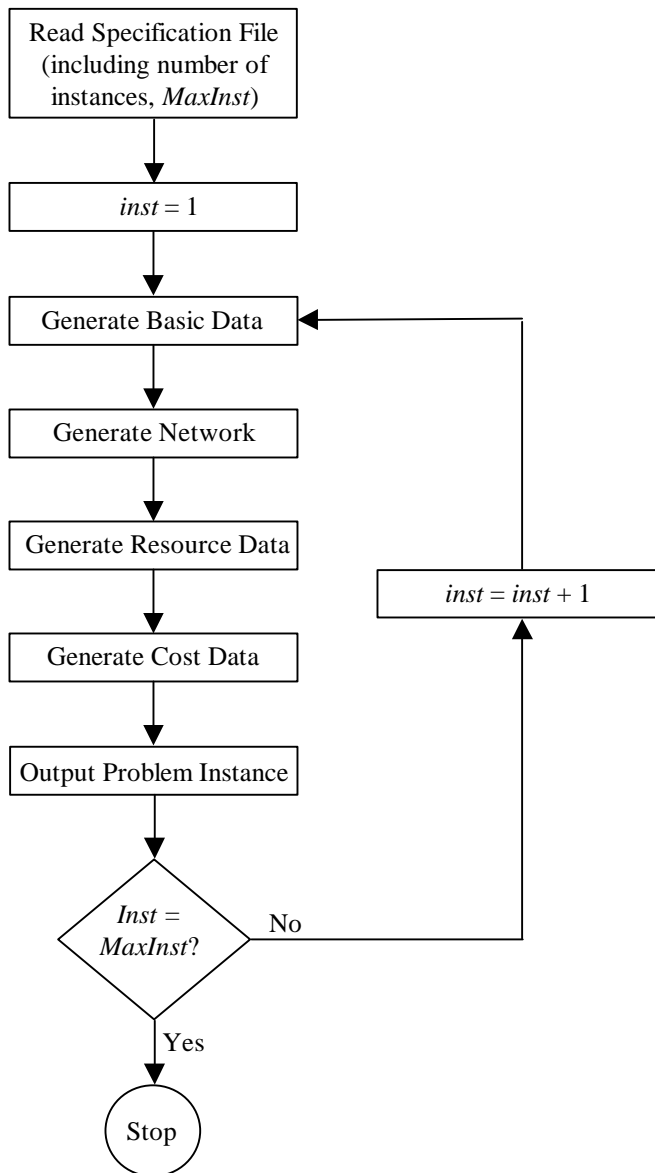 Read Specification File
(including number of
instances, MaxInst)
inst = 1
Generate Basic Data
Generate Network
Generate Resource Data
inst = inst + 1
Generate Cost Data
Output Problem Instance
Inst =
MaxInst?
No
Yes
Stop